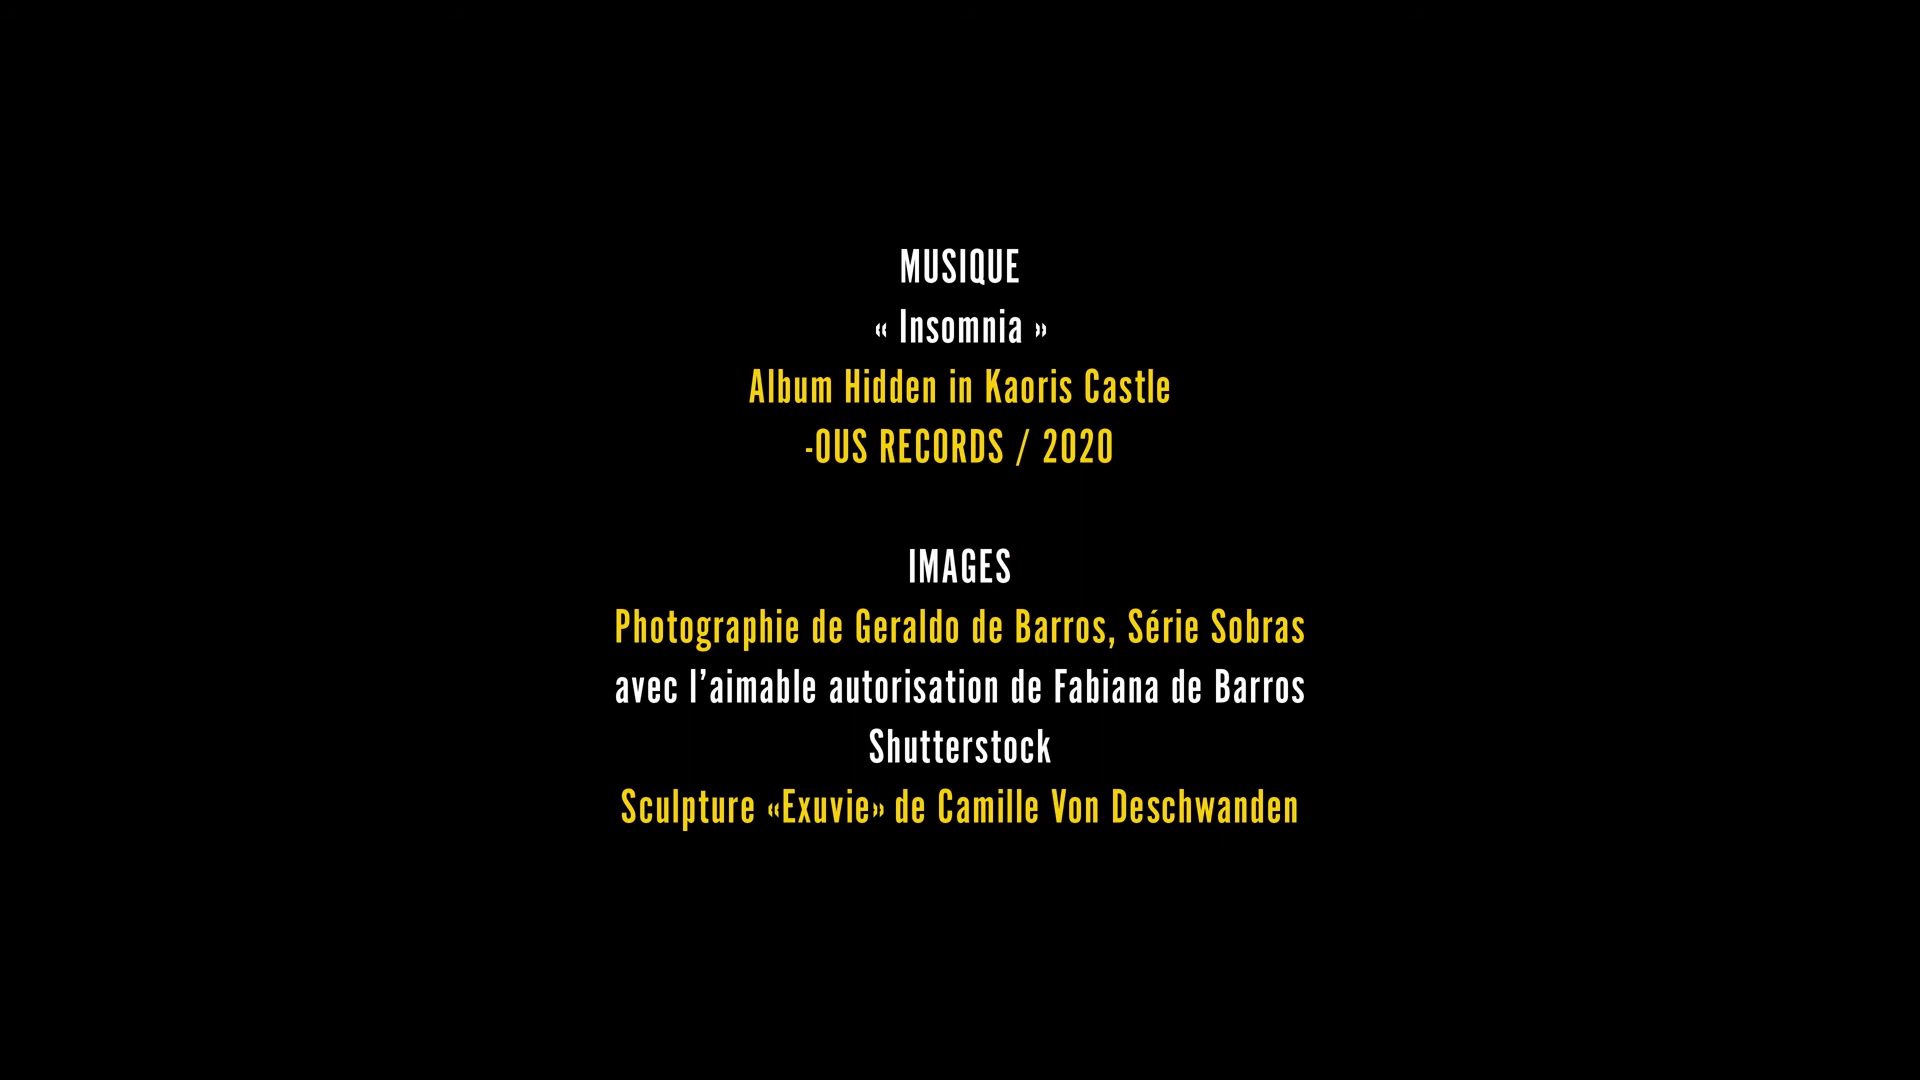 MUSIQUE
« Insomnia »
Album Hidden in Kaoris Castle
-OUS RECORDS / 2020
IMAGES
Photographie de Geraldo de Barros, Série Sobras
avec l’aimable autorisation de Fabiana de Barros
Shutterstock
Sculpture «Exuvie» de Camille Von Deschwanden